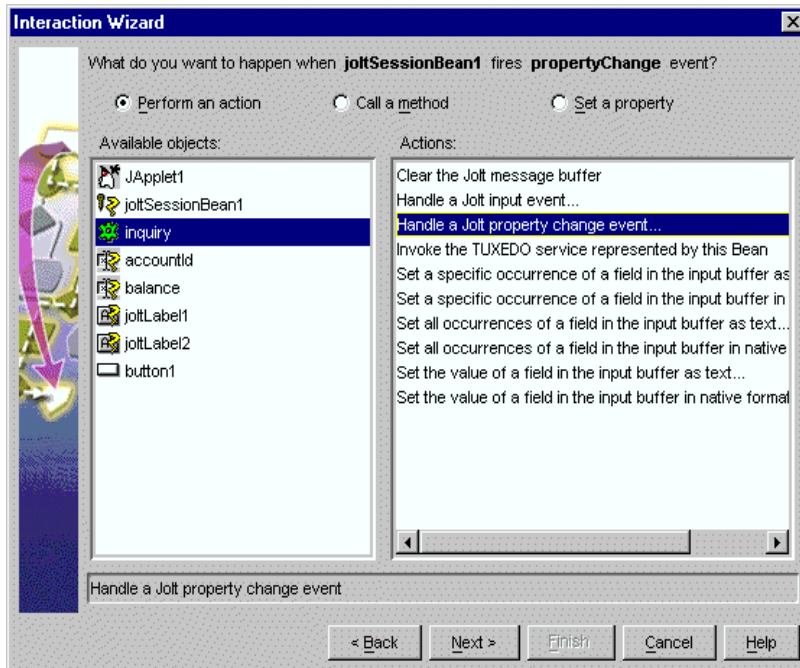 Interaction Wizard
What do you want to happen when joltSessionBean1 fires propertyChange event?
Perform an action
Call a method
Set a property
Available objects:
JApplet1
joltSessionBean1
inquiry
accountId
balance
joltLabel1
joltLabel2
button1
Actions:
Clear the Jolt message buffer
Handle a Jolt input event...
Handle a Jolt property change event...
Invoke the TUXEDO service represented by this Bean
Set a specific occurrence of a field in the input buffer as
Set a specific occurrence of a field in the input buffer in
Set all occurrences of a field in the input buffer as text...
Set all occurrences of a field in the input buffer in native
Set the value of a field in the input buffer as text...
Set the value of a field in the input buffer in native format
Handle a Jolt property change event
< Back
Next >
Finish
Cancel
Help